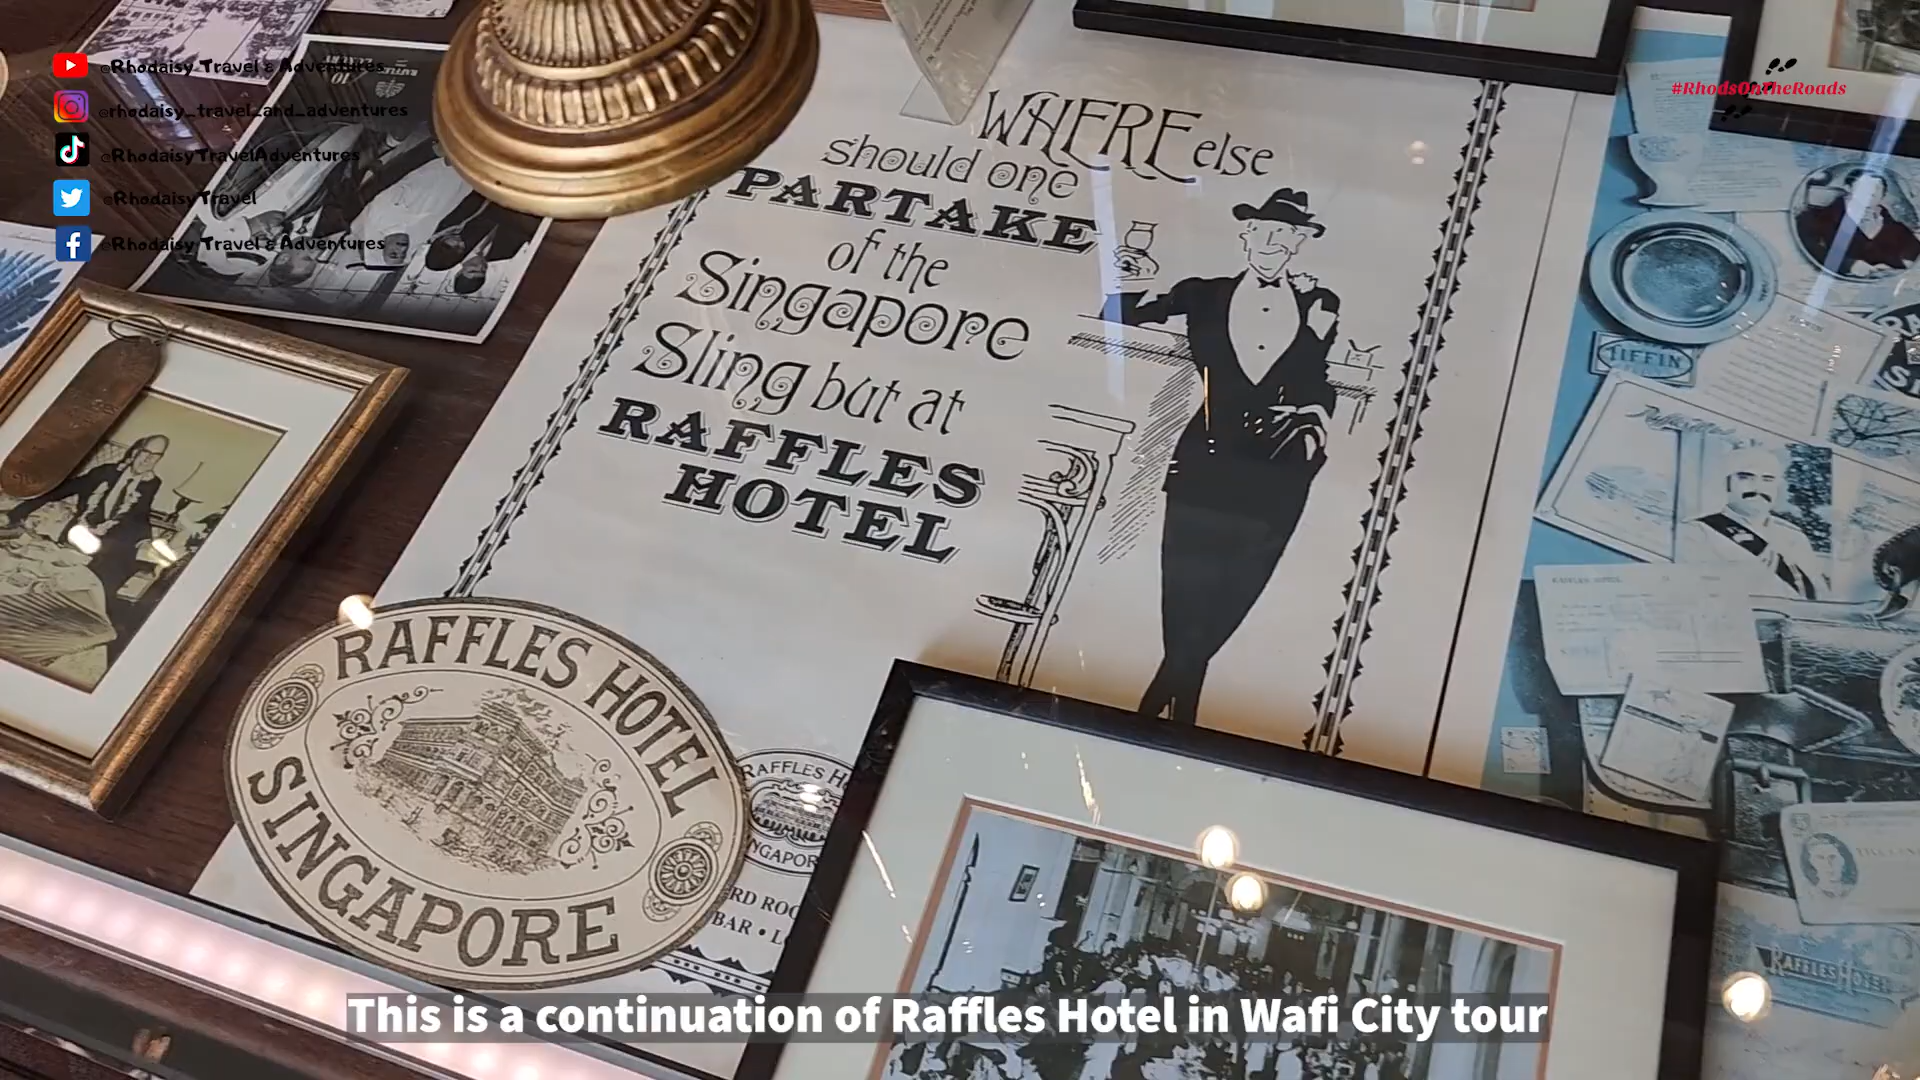 @Rhodaisy Travel & Adventures
@rhodaisy_travel_and_adventures
@RhodaisyTravelAdventures
@RhodaisyTravel
@Rhodaisy Travel & Adventures
#RhodsOnTheRoads
WHERE else
should one
PARTAKE
of the
Singapore
Sling but at
RAFFLES
HOTEL
RAFFLES HOTEL
SINGAPORE
RAFFLES H
NGAPOR
RD ROO
BAR • L
TIFFIN
RAFFLES HOTEL
This is a continuation of Raffles Hotel in Wafi City tour